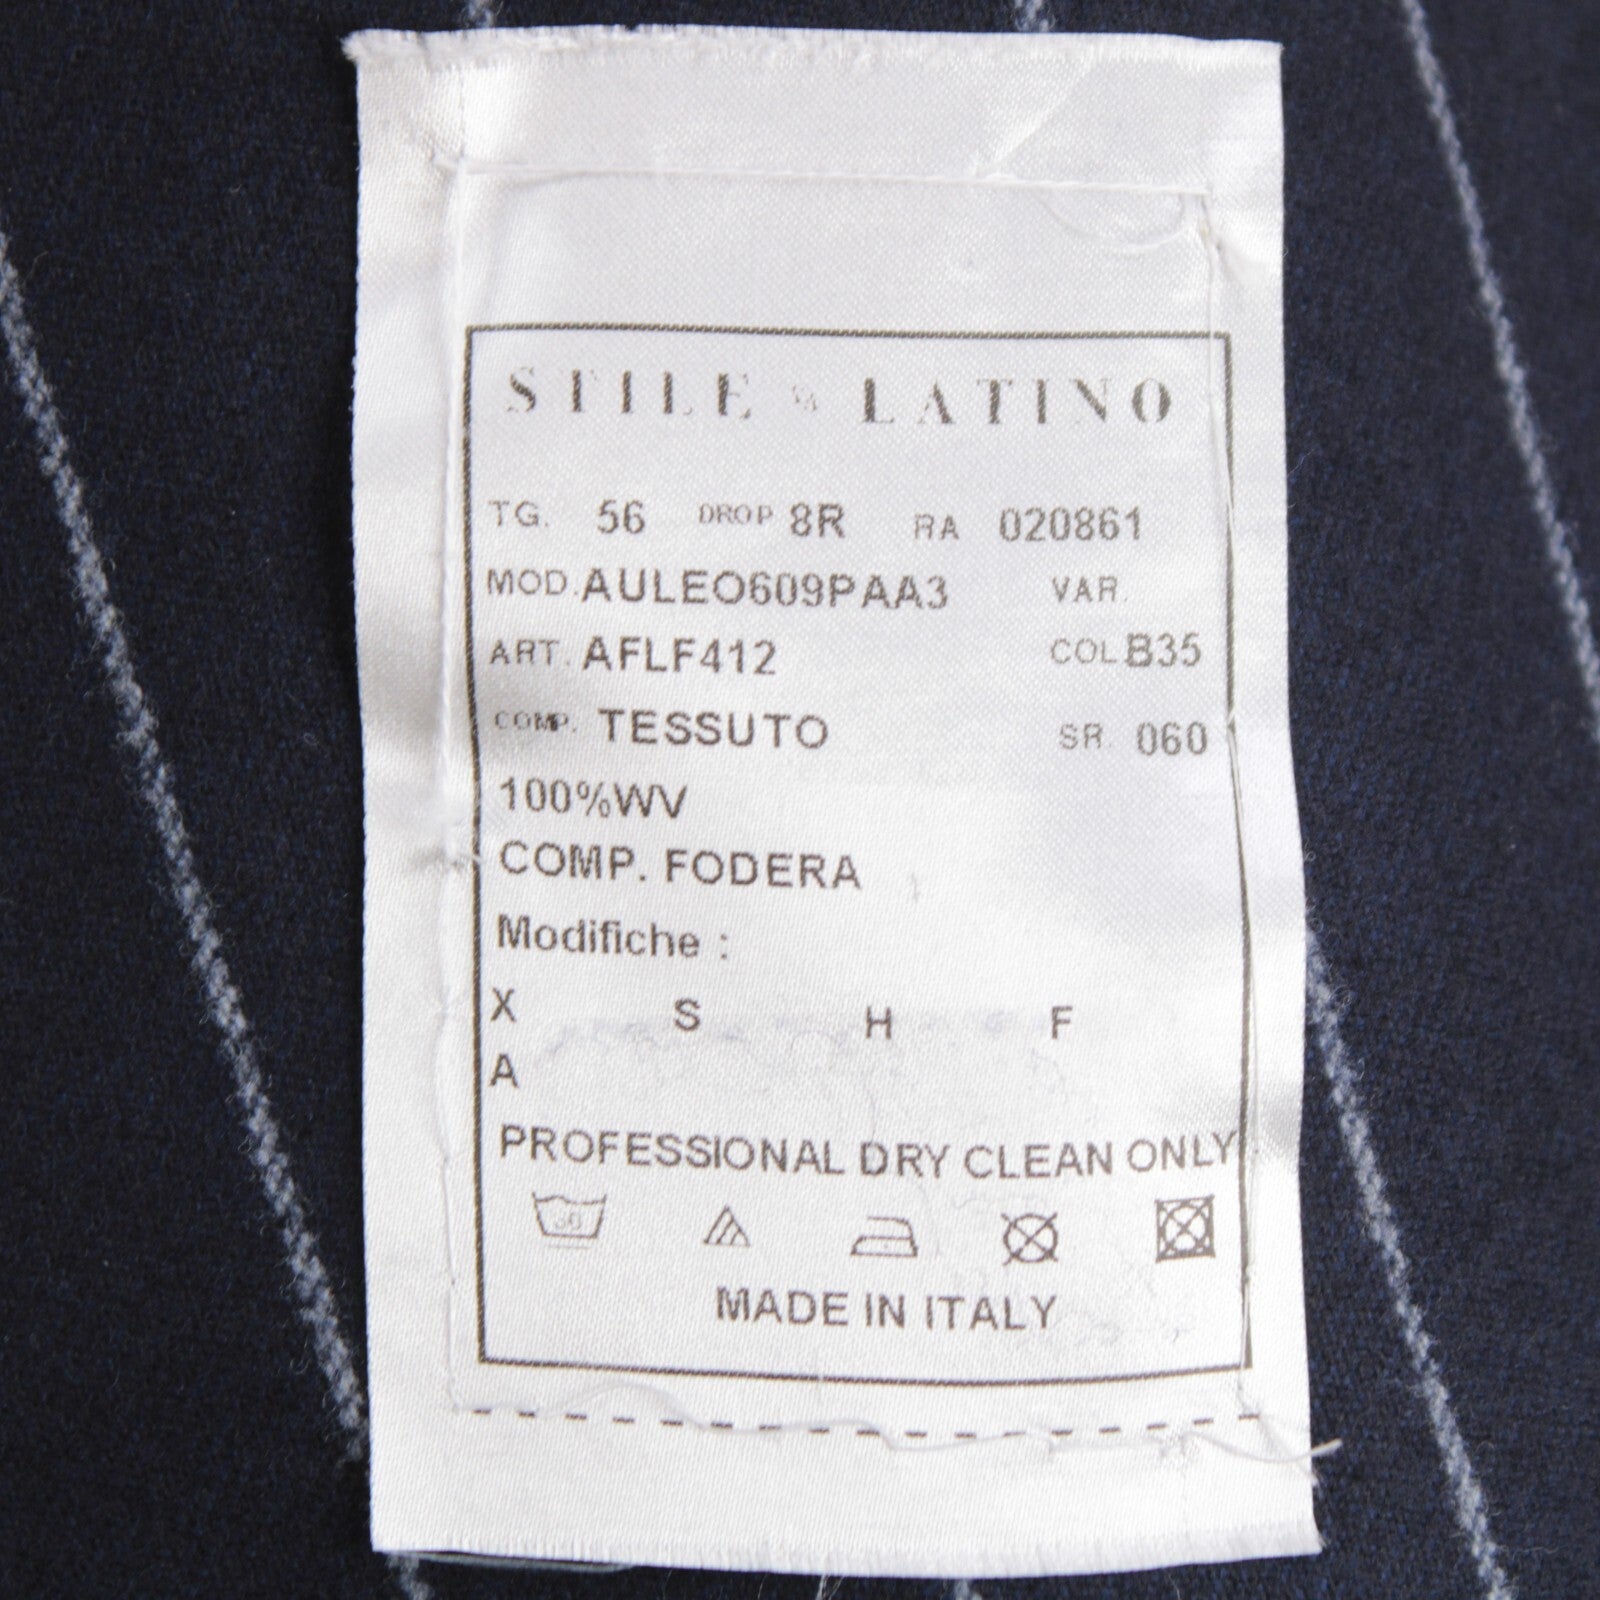 STILE LATINO
TG. 56 DROP 8R RA 020861
MOD. AULEO609PAA3 VAR.
ART. AFLF412 COL. B35
COMP. TESSUTO SR. 060
100%WV
COMP. FODERA
Modifiche :
X S H F
A
PROFESSIONAL DRY CLEAN ONLY
30
MADE IN ITALY